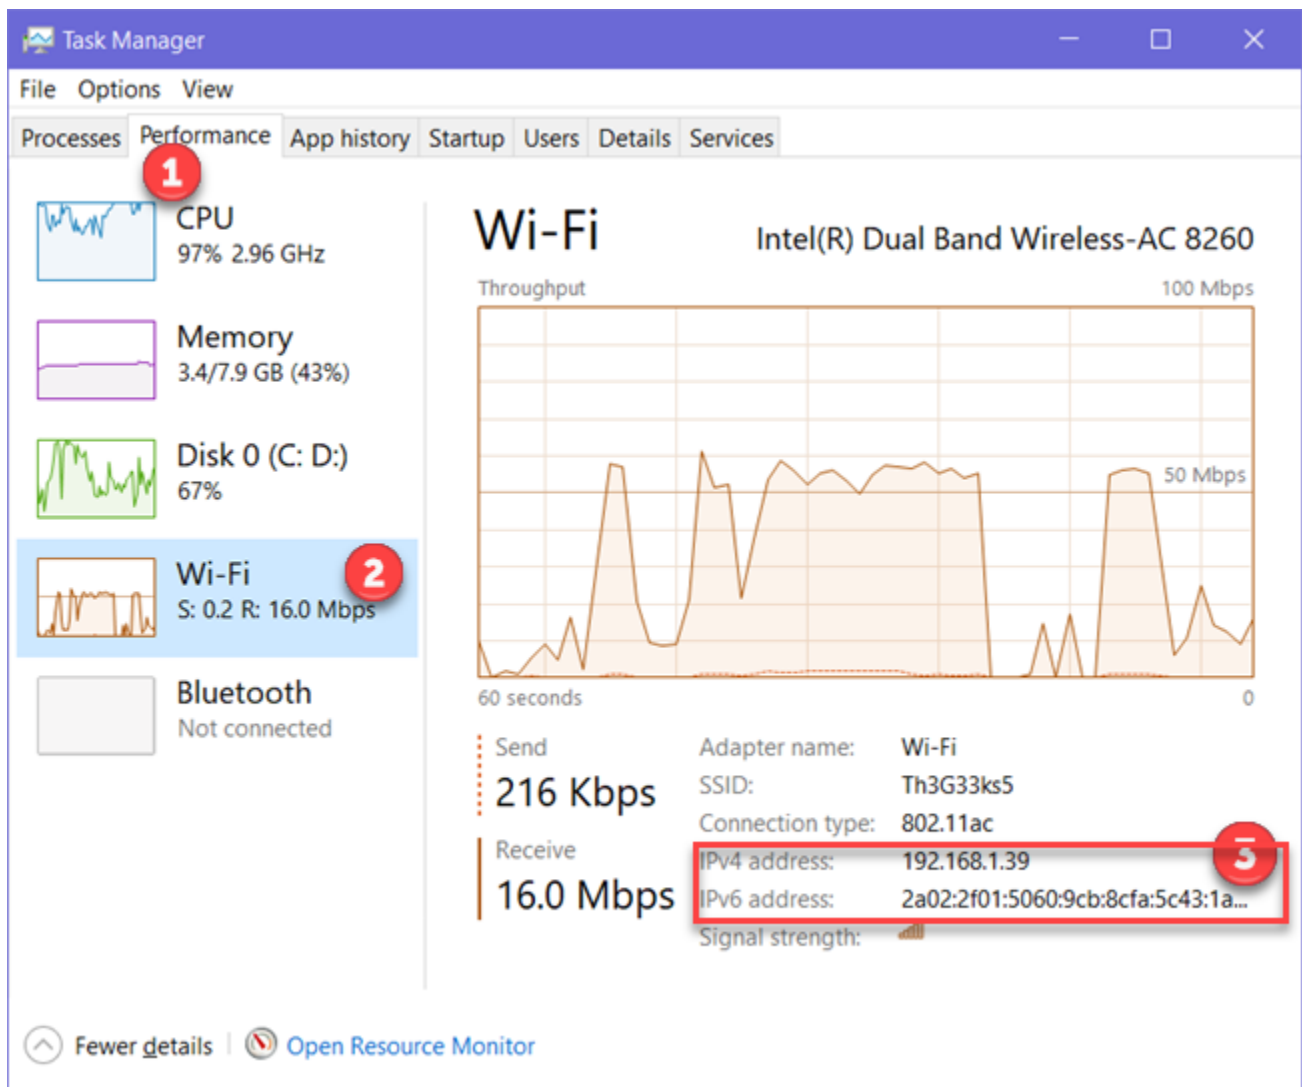 Task Manager
File Options View
Processes Performance App history Startup Users Details Services
1
CPU
97% 2.96 GHz
Memory
3.4/7.9 GB (43%)
Disk 0 (C: D:)
67%
Wi-Fi
2
S: 0.2 R: 16.0 Mbps
Bluetooth
Not connected
Wi-Fi
Intel(R) Dual Band Wireless-AC 8260
Throughput
100 Mbps
50 Mbps
60 seconds
0
Send
216 Kbps
Receive
16.0 Mbps
Adapter name: Wi-Fi
SSID: Th3G33ks5
Connection type: 802.11ac
IPv4 address: 192.168.1.39
3
IPv6 address: 2a02:2f01:5060:9cb:8cfa:5c43:1a...
Signal strength:
Fewer details
Open Resource Monitor